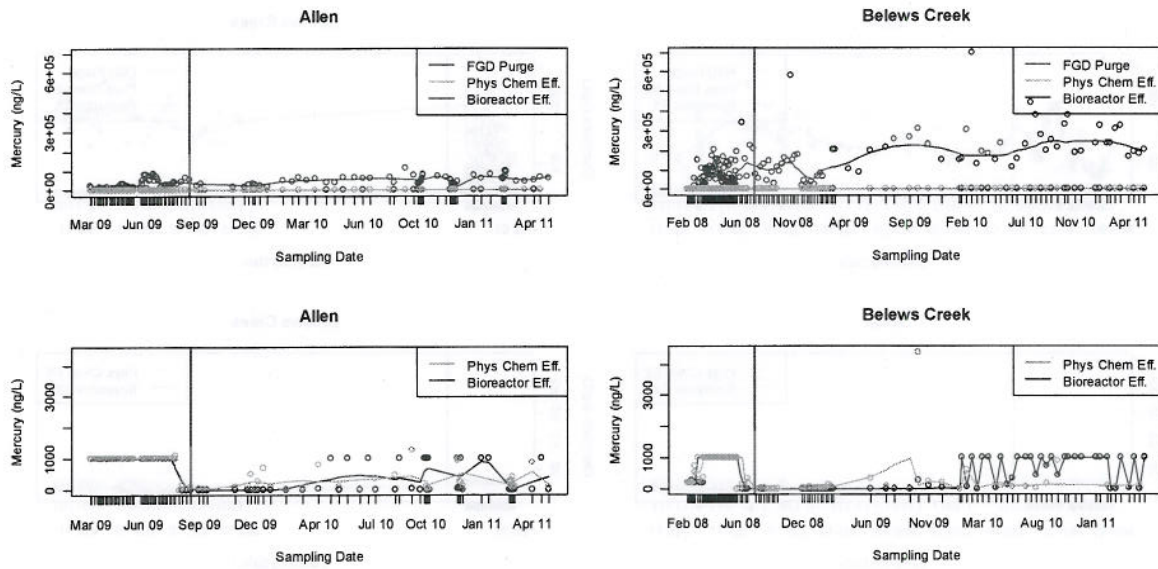 Allen
Mercury (ng/L)
0e+00 3e+05 6e+05
FGD Purge
Phys Chem Eff.
Bioreactor Eff.
Mar 09 Jun 09 Sep 09 Dec 09 Mar 10 Jun 10 Oct 10 Jan 11 Apr 11
Sampling Date
Belews Creek
Mercury (ng/L)
0e+00 3e+05 6e+05
FGD Purge
Phys Chem Eff.
Bioreactor Eff.
Feb 08 Jun 08 Nov 08 Apr 09 Sep 09 Feb 10 Jul 10 Nov 10 Apr 11
Sampling Date
Allen
Mercury (ng/L)
0 1000 3000
Phys Chem Eff.
Bioreactor Eff.
Mar 09 Jun 09 Sep 09 Dec 09 Apr 10 Jul 10 Oct 10 Jan 11 Apr 11
Sampling Date
Belews Creek
Mercury (ng/L)
0 1000 3000
Phys Chem Eff.
Bioreactor Eff.
Feb 08 Jun 08 Dec 08 Jun 09 Nov 09 Mar 10 Aug 10 Jan 11
Sampling Date